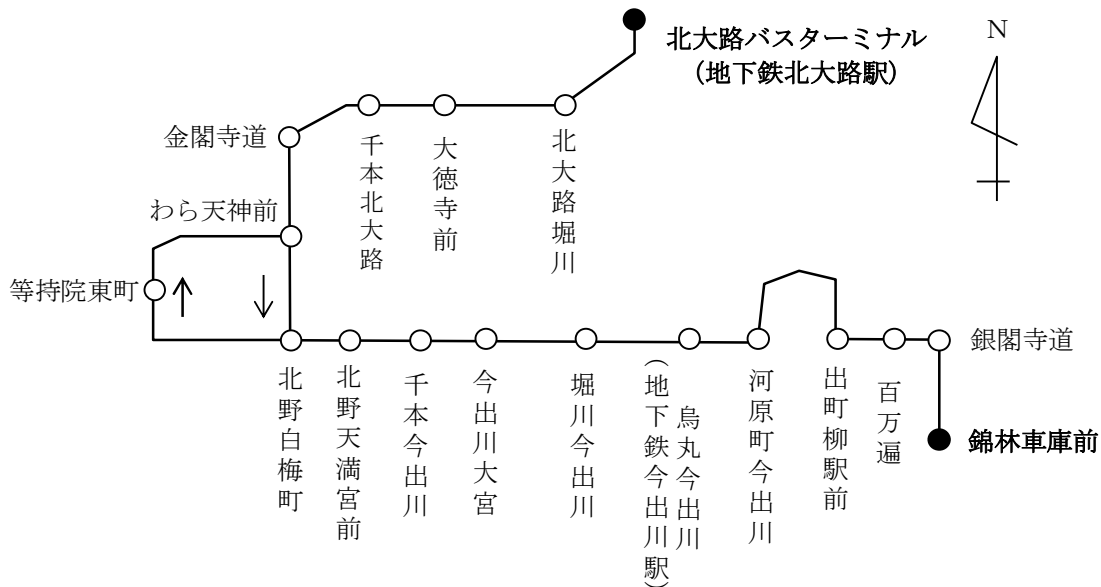 北大路バスターミナル
（地下鉄北大路駅）
N
金閣寺道
千本北大路
大徳寺前
北大路堀川
わら天神前
等持院東町
銀閣寺道
北野白梅町
北野天満宮前
千本今出川
今出川大宮
堀川今出川
烏丸今出川
（地下鉄今出川駅）
河原町今出川
出町柳駅前
百万遍
錦林車庫前